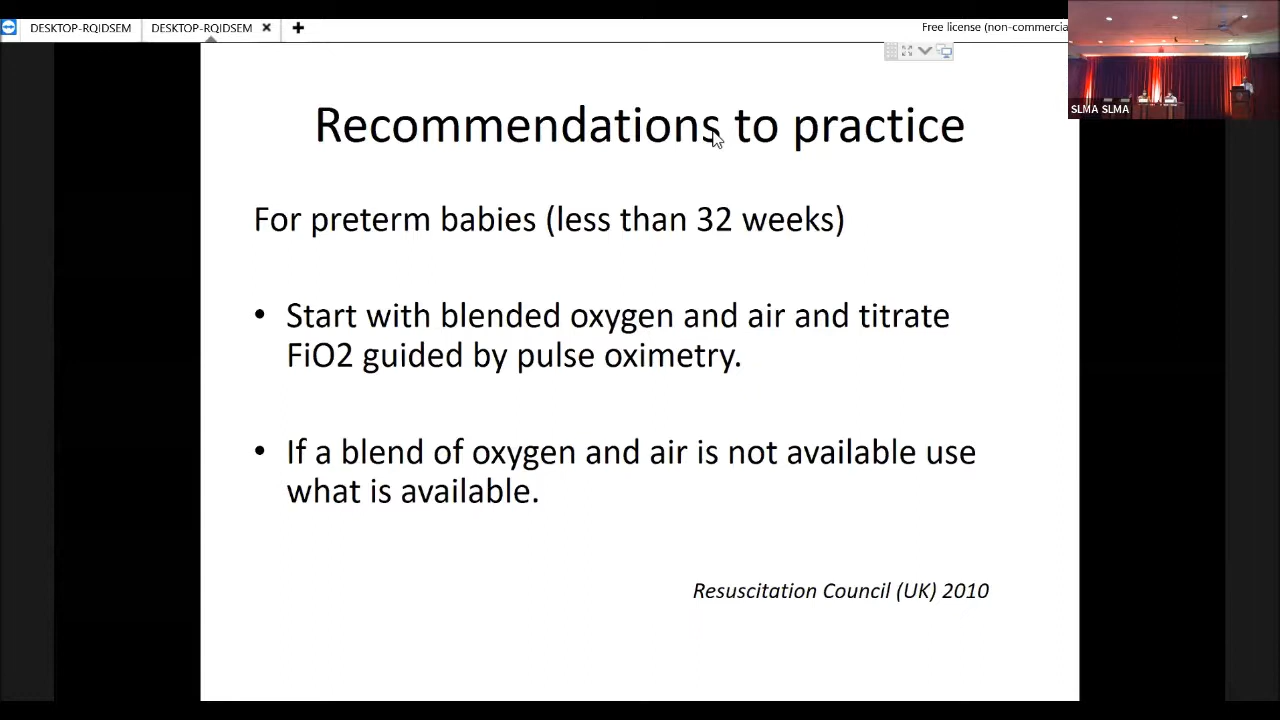 DESKTOP-RQIDSEM DESKTOP-RQIDSEM × + Free license (non-commercia
SLMA SLMA
Recommendations to practice
For preterm babies (less than 32 weeks)
• Start with blended oxygen and air and titrate
FiO2 guided by pulse oximetry.
• If a blend of oxygen and air is not available use
what is available.
Resuscitation Council (UK) 2010